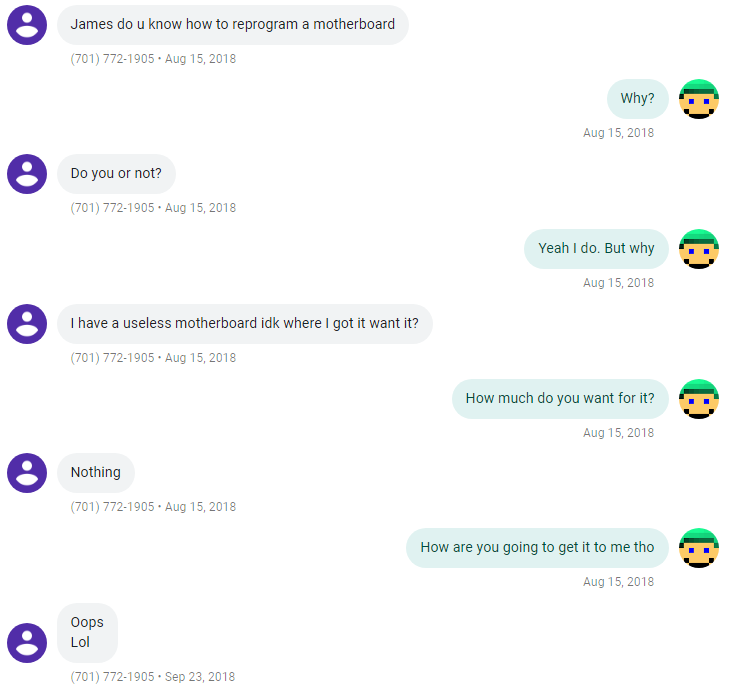 James do u know how to reprogram a motherboard
(701) 772-1905 • Aug 15, 2018
Why?
Aug 15, 2018
Do you or not?
(701) 772-1905 • Aug 15, 2018
Yeah I do. But why
Aug 15, 2018
I have a useless motherboard idk where I got it want it?
(701) 772-1905 • Aug 15, 2018
How much do you want for it?
Aug 15, 2018
Nothing
(701) 772-1905 • Aug 15, 2018
How are you going to get it to me tho
Aug 15, 2018
Oops
Lol
(701) 772-1905 • Sep 23, 2018